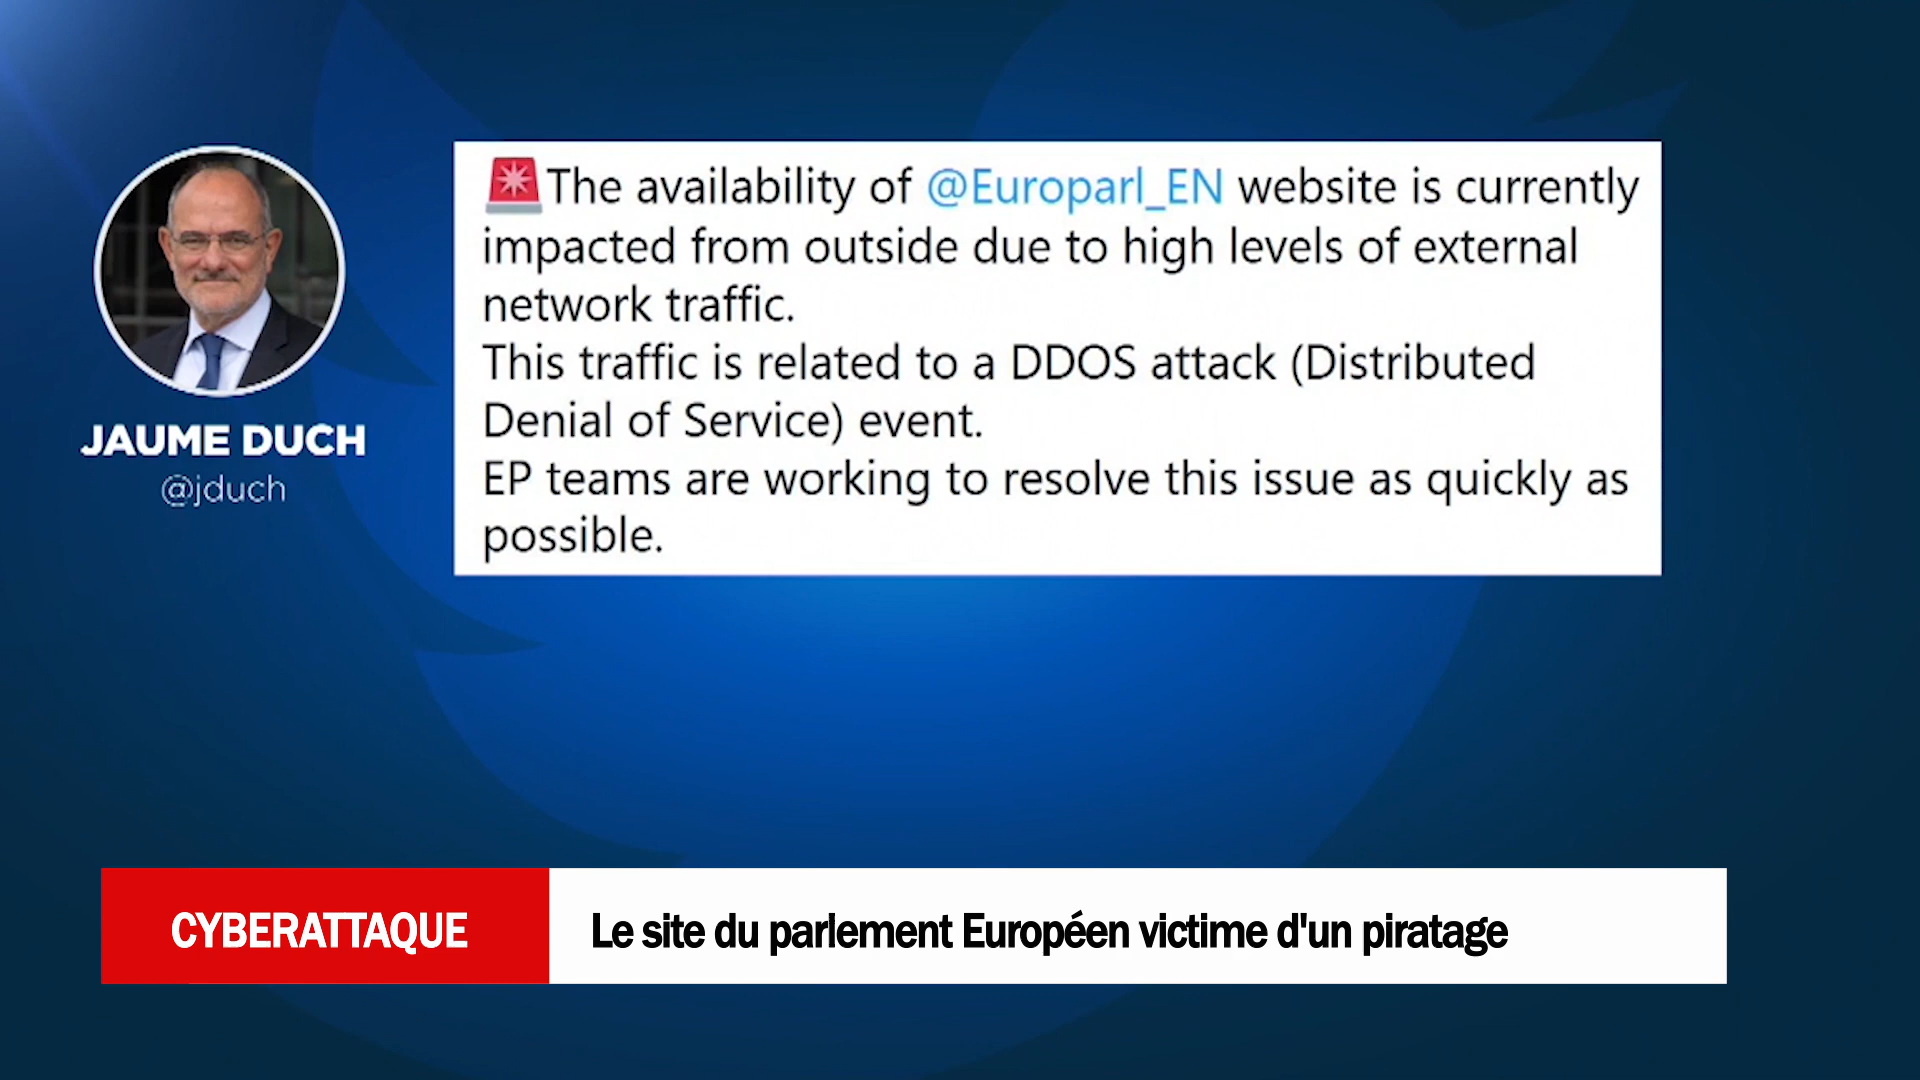 JAUME DUCH
@jduch
🚨The availability of @Europarl_EN website is currently
impacted from outside due to high levels of external
network traffic.
This traffic is related to a DDOS attack (Distributed
Denial of Service) event.
EP teams are working to resolve this issue as quickly as
possible.
CYBERATTAQUE
Le site du parlement Européen victime d'un piratage